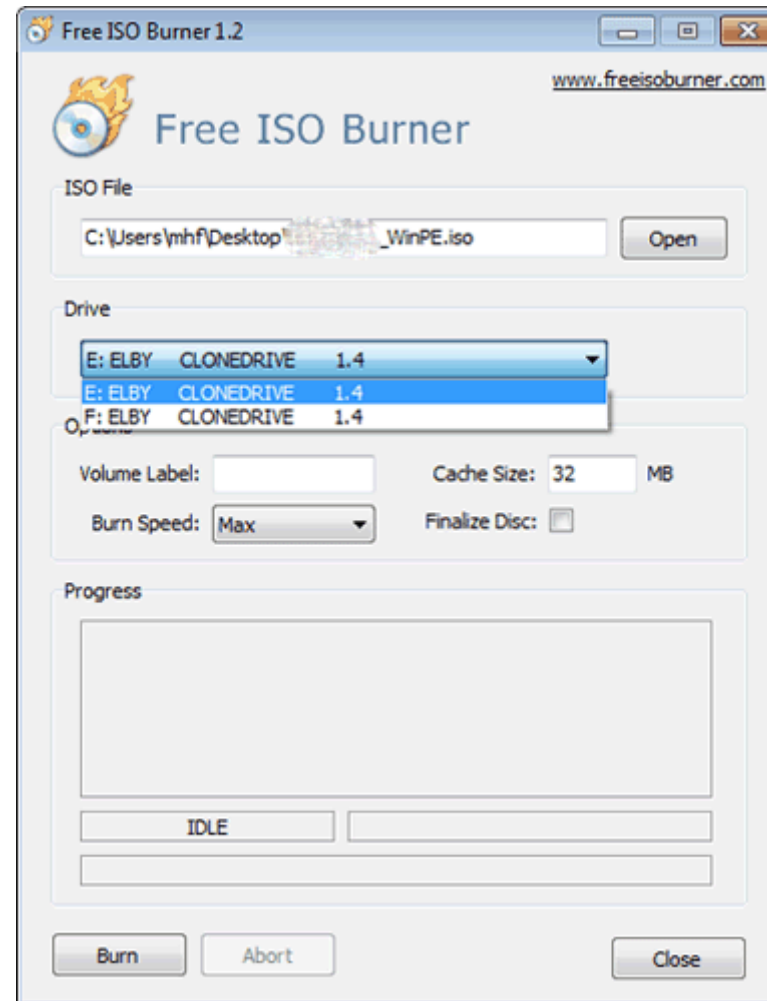 Free ISO Burner 1.2
www.freeisoburner.com
Free ISO Burner
ISO File
C:\Users\mhf\Desktop\ _WinPE.iso
Open
Drive
E: ELBY CLONEDRIVE 1.4
E: ELBY CLONEDRIVE 1.4
F: ELBY CLONEDRIVE 1.4
Options
Volume Label:
Cache Size: 32 MB
Burn Speed: Max
Finalize Disc:
Progress
IDLE
Burn
Abort
Close